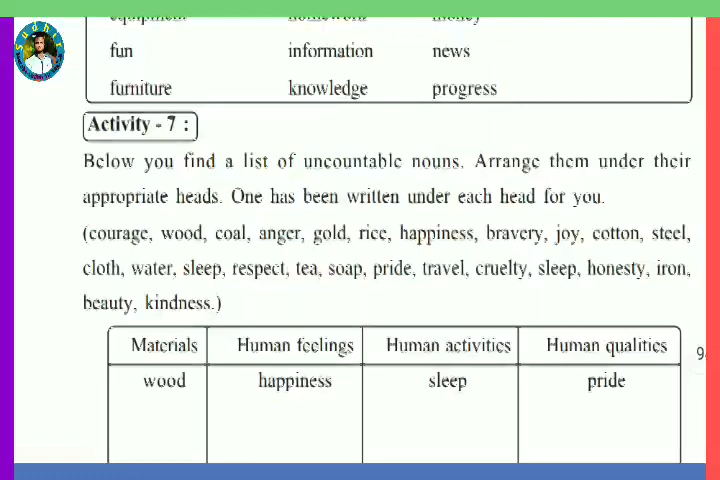 equipment homework money
fun information news
furniture knowledge progress
Activity - 7 :
Below you find a list of uncountable nouns. Arrange them under their
appropriate heads. One has been written under each head for you.
(courage, wood, coal, anger, gold, rice, happiness, bravery, joy, cotton, steel,
cloth, water, sleep, respect, tea, soap, pride, travel, cruelty, sleep, honesty, iron,
beauty, kindness.)
Materials Human feelings Human activities Human qualities
wood happiness sleep pride